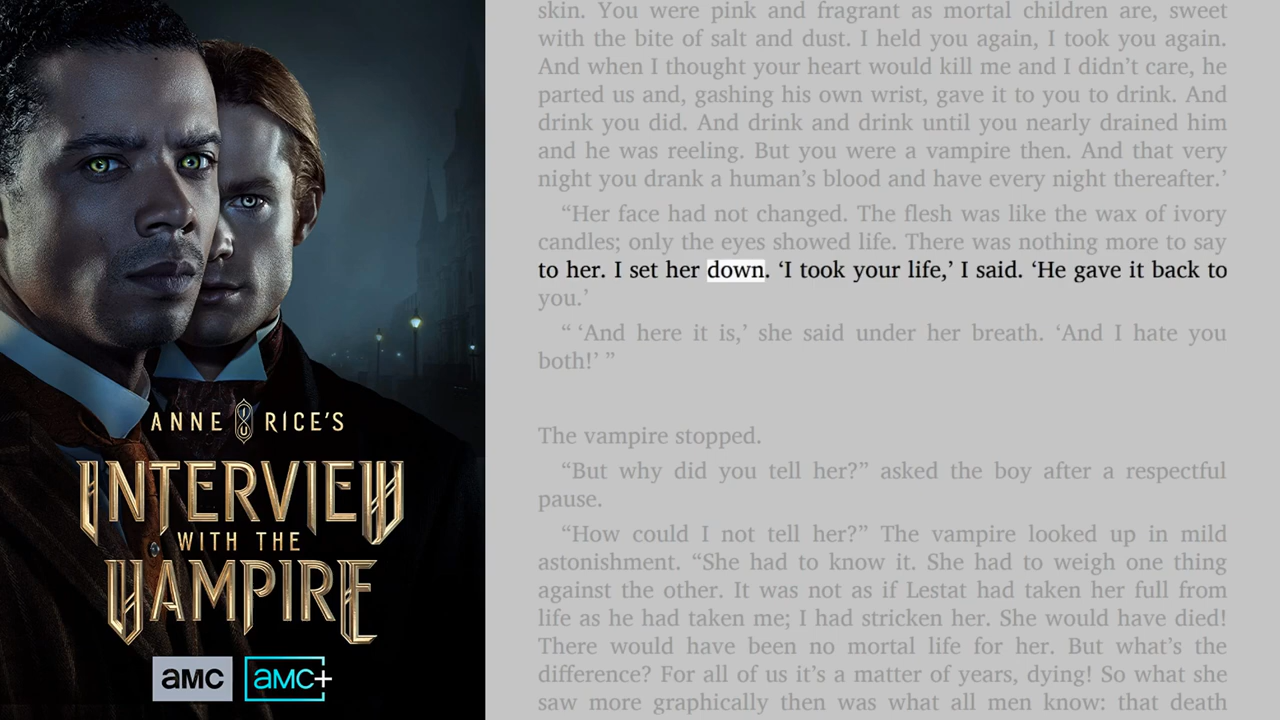 ANNE RICE'S
INTERVIEW
WITH THE
VAMPIRE
aMC
aMC+
skin. You were pink and fragrant as mortal children are, sweet
with the bite of salt and dust. I held you again, I took you again.
And when I thought your heart would kill me and I didn’t care, he
parted us and, gashing his own wrist, gave it to you to drink. And
drink you did. And drink and drink until you nearly drained him
and he was reeling. But you were a vampire then. And that very
night you drank a human’s blood and have every night thereafter.’
“Her face had not changed. The flesh was like the wax of ivory
candles; only the eyes showed life. There was nothing more to say
to her. I set her down. ‘I took your life,’ I said. ‘He gave it back to
you.’
“ ‘And here it is,’ she said under her breath. ‘And I hate you
both!’ ”
The vampire stopped.
“But why did you tell her?” asked the boy after a respectful
pause.
“How could I not tell her?” The vampire looked up in mild
astonishment. “She had to know it. She had to weigh one thing
against the other. It was not as if Lestat had taken her full from
life as he had taken me; I had stricken her. She would have died!
There would have been no mortal life for her. But what’s the
difference? For all of us it’s a matter of years, dying! So what she
saw more graphically then was what all men know: that death